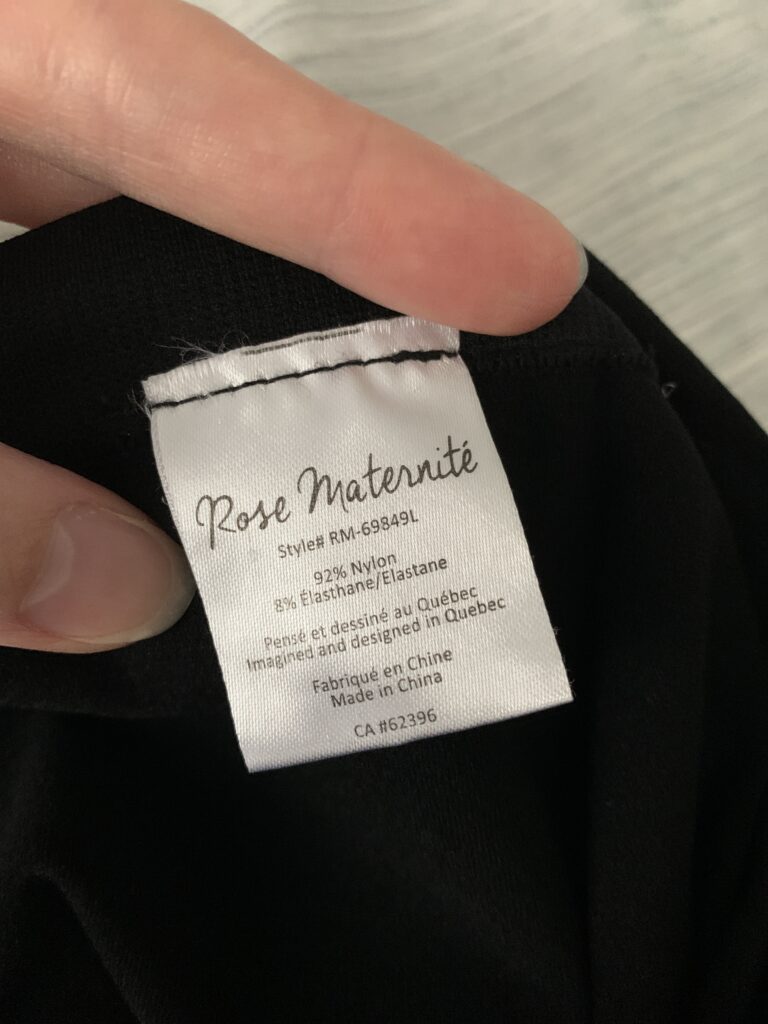 Rose Maternité
Style# RM-69849L
92% Nylon
8% Élasthane/Elastane
Pensé et dessiné au Québec
Imagined and designed in Quebec
Fabriqué en Chine
Made in China
CA #62396